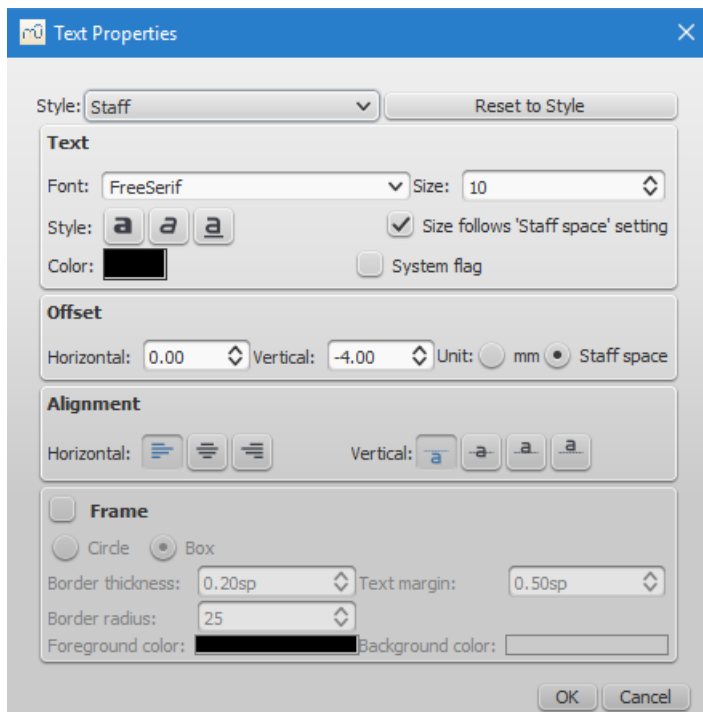 Text Properties
Style: Staff Reset to Style
Text
Font: FreeSerif Size: 10
Style: a a a Size follows 'Staff space' setting
Color: System flag
Offset
Horizontal: 0.00 Vertical: -4.00 Unit: mm Staff space
Alignment
Horizontal: Vertical: a a a a
Frame
Circle Box
Border thickness: 0.20sp Text margin: 0.50sp
Border radius: 25
Foreground color: Background color:
OK Cancel